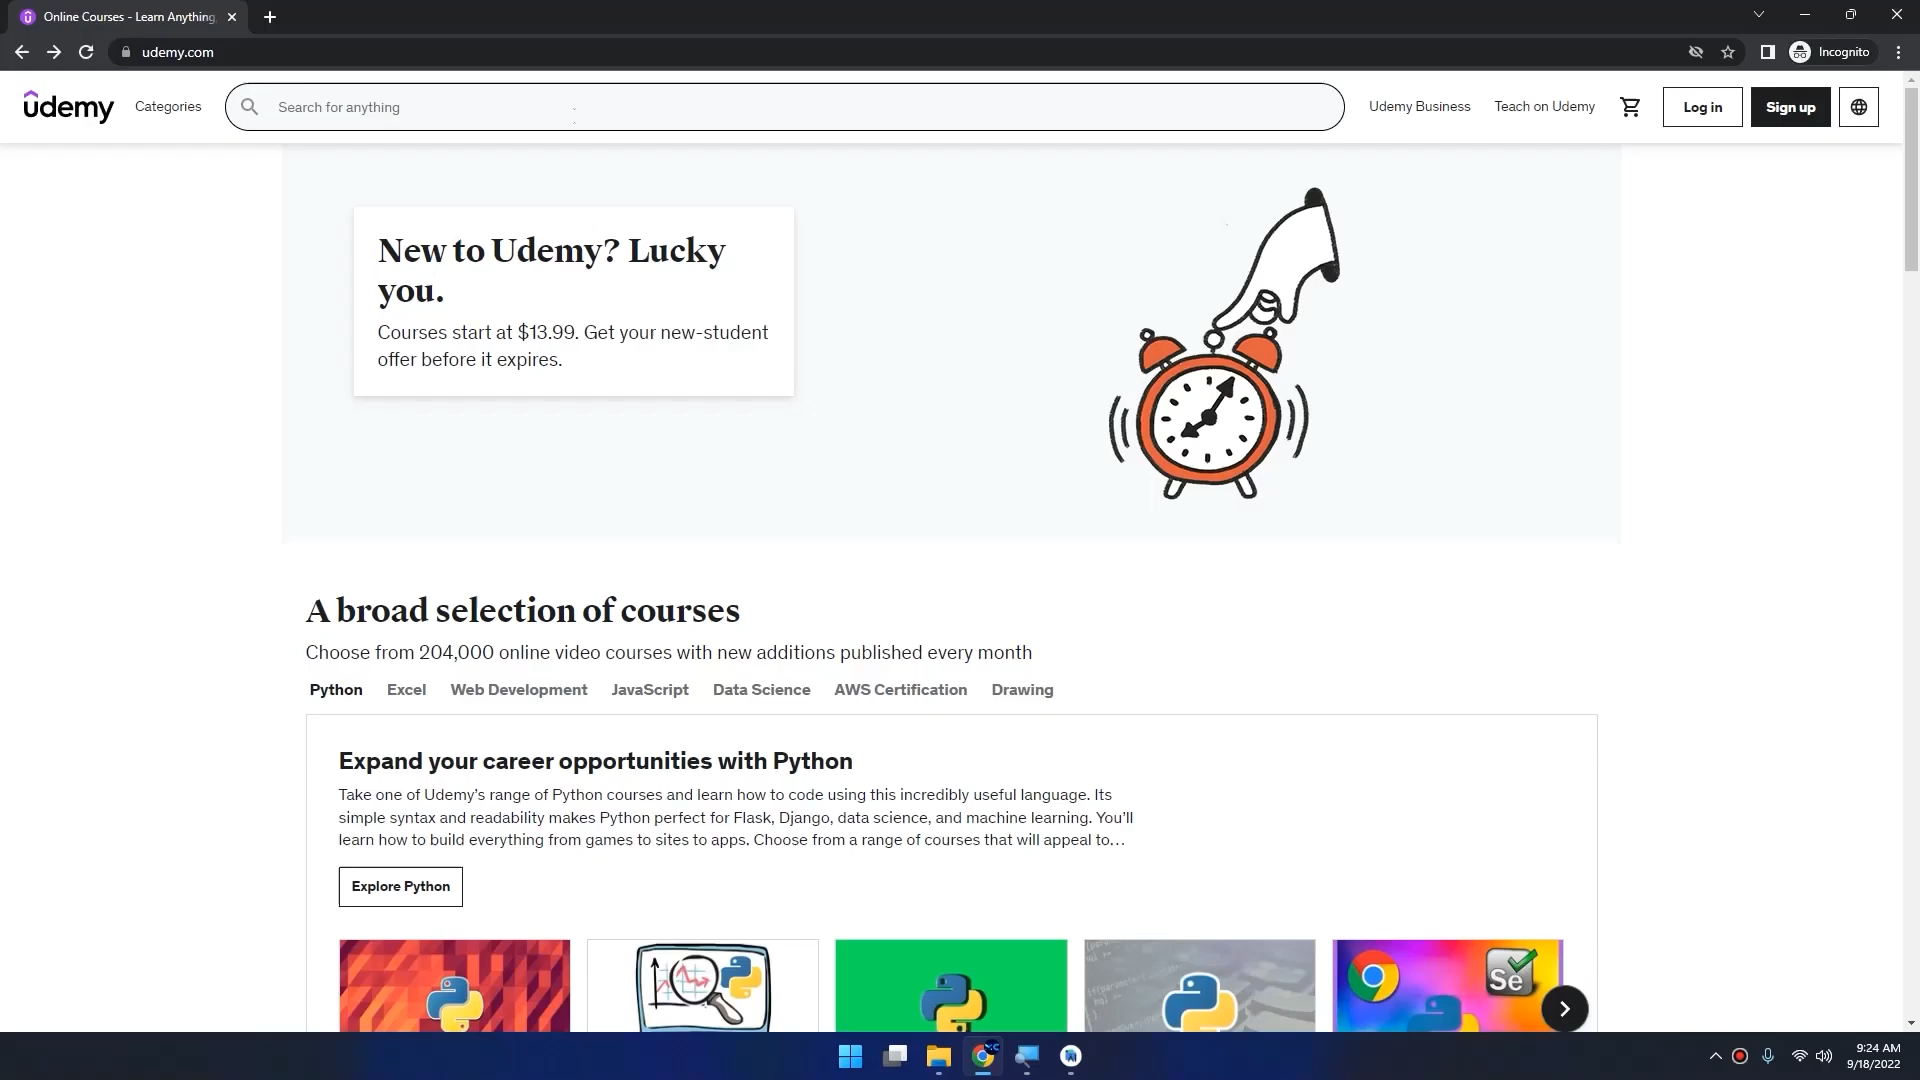 Online Courses - Learn Anything,
udemy.com
Incognito
ûdemy
Categories
Search for anything
Udemy Business
Teach on Udemy
Log in
Sign up
New to Udemy? Lucky
you.
Courses start at $13.99. Get your new-student
offer before it expires.
A broad selection of courses
Choose from 204,000 online video courses with new additions published every month
Python
Excel
Web Development
JavaScript
Data Science
AWS Certification
Drawing
Expand your career opportunities with Python
Take one of Udemy’s range of Python courses and learn how to code using this incredibly useful language. Its
simple syntax and readability makes Python perfect for Flask, Django, data science, and machine learning. You’ll
learn how to build everything from games to sites to apps. Choose from a range of courses that will appeal to…
Explore Python
Se
9:24 AM
9/18/2022